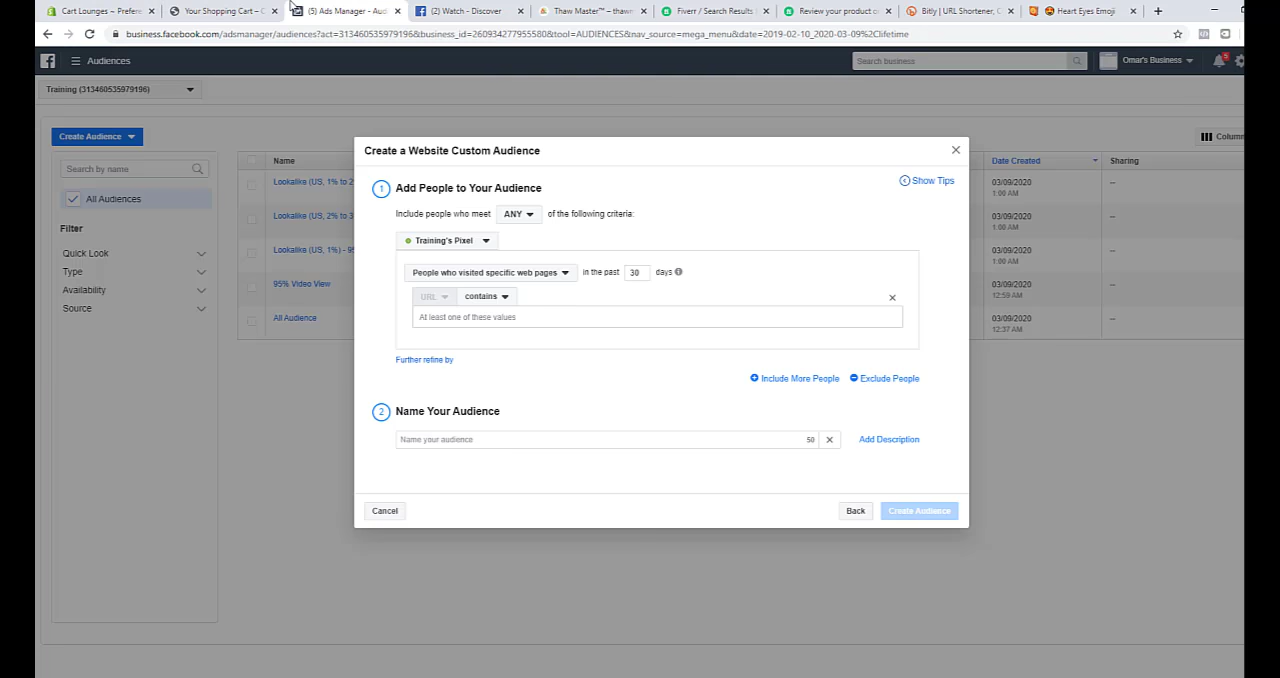 Cart Lounges ~ Prefere
Your Shopping Cart – C
(5) Ads Manager - Aud
(2) Watch - Discover
Thaw Master™ – thawn
Fiverr / Search Results
Review your product o
Bitly | URL Shortener, C
Heart Eyes Emoji
business.facebook.com/adsmanager/audiences?act=313460535979196&business_id=260934277955580&tool=AUDIENCES&nav_source=mega_menu&date=2019-02-10_2020-03-09%2Clifetime
Audiences
Search business
Omar's Business
5
Training (313460535979196)
Create Audience
Columns
Search by name
All Audiences
Filter
Quick Look
Type
Availability
Source
Name
Date Created
Sharing
Lookalike (US, 1% to 2
03/09/2020
1:00 AM
--
Lookalike (US, 2% to 3
03/09/2020
1:00 AM
--
Lookalike (US, 1%) - 95
03/09/2020
1:00 AM
--
95% Video View
03/09/2020
12:59 AM
--
All Audience
03/09/2020
12:37 AM
--
Create a Website Custom Audience
1
Add People to Your Audience
Show Tips
Include people who meet ANY of the following criteria:
Training's Pixel
People who visited specific web pages in the past 30 days
URL contains
At least one of these values
Further refine by
Include More People
Exclude People
2
Name Your Audience
Name your audience 50
Add Description
Cancel
Back
Create Audience